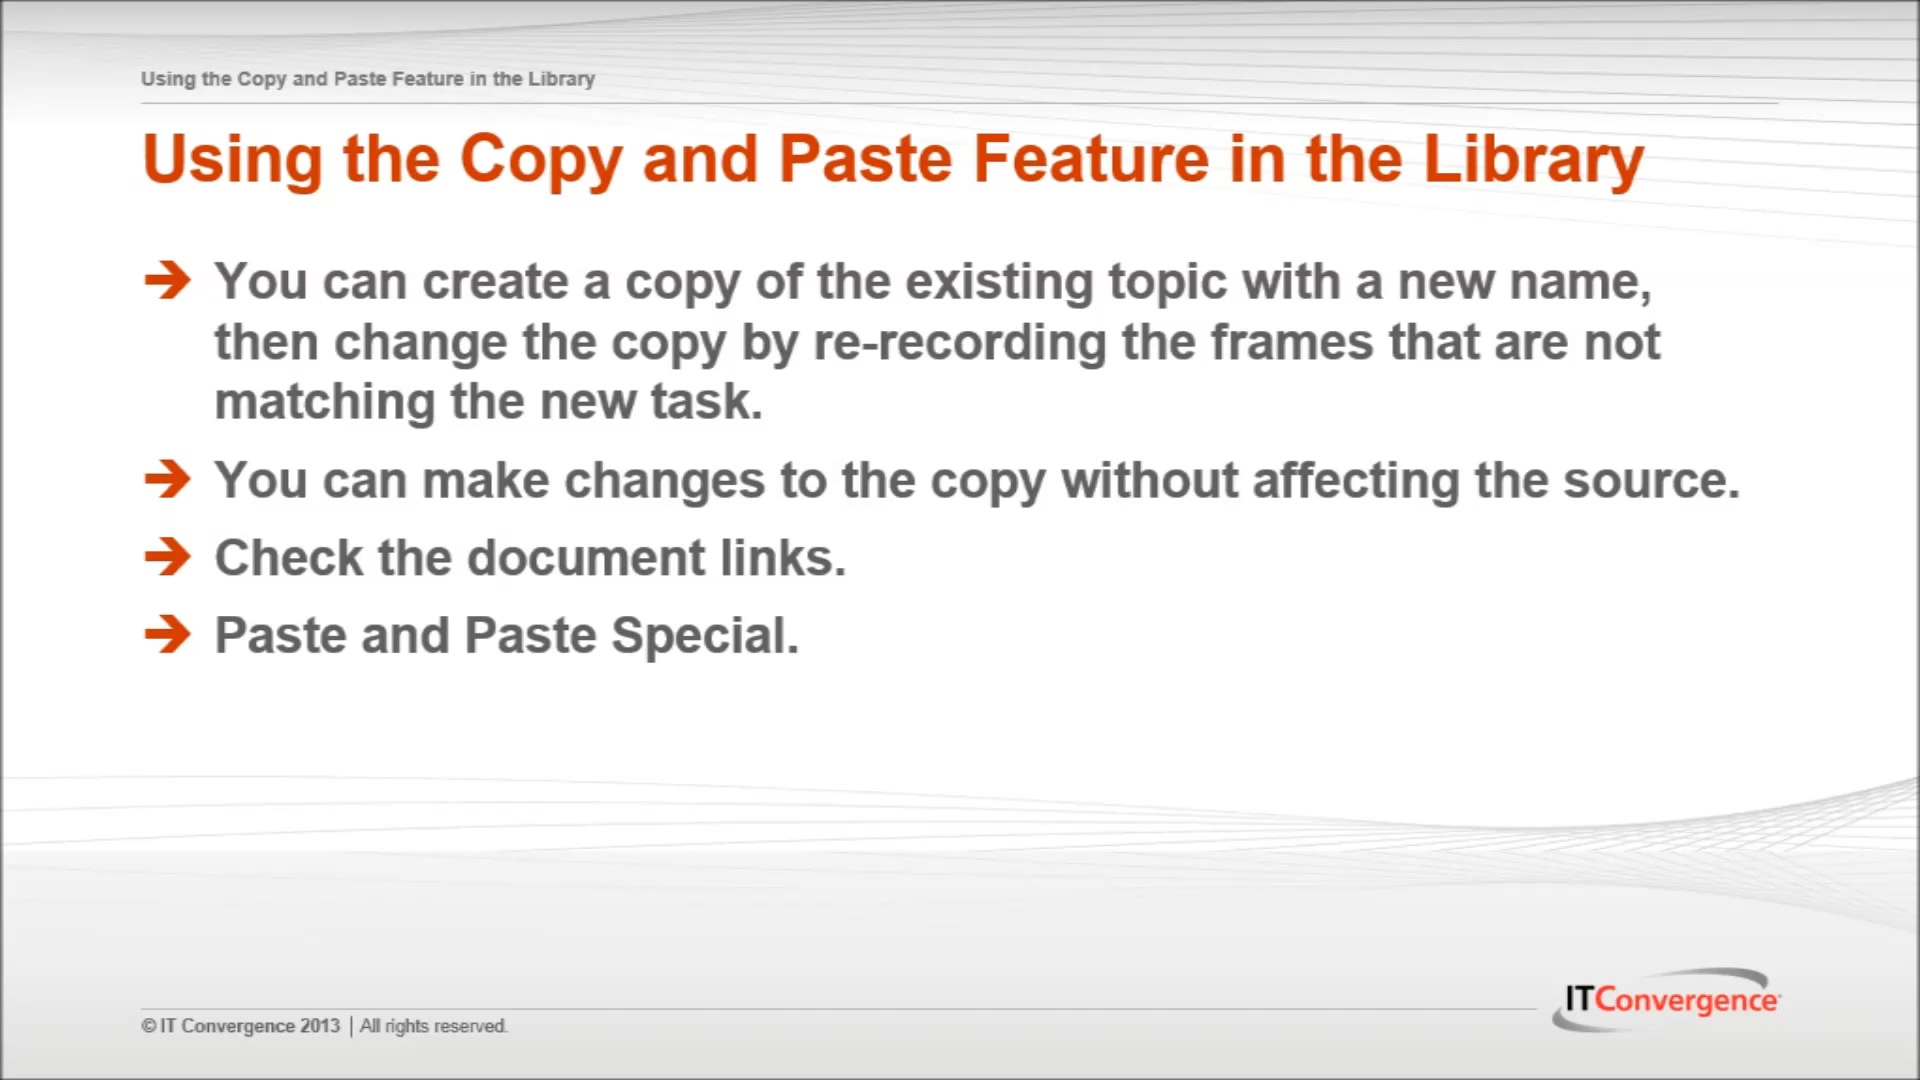 Using the Copy and Paste Feature in the Library
Using the Copy and Paste Feature in the Library
You can create a copy of the existing topic with a new name,
then change the copy by re-recording the frames that are not
matching the new task.
You can make changes to the copy without affecting the source.
Check the document links.
Paste and Paste Special.
© IT Convergence 2013 | All rights reserved.
ITConvergence